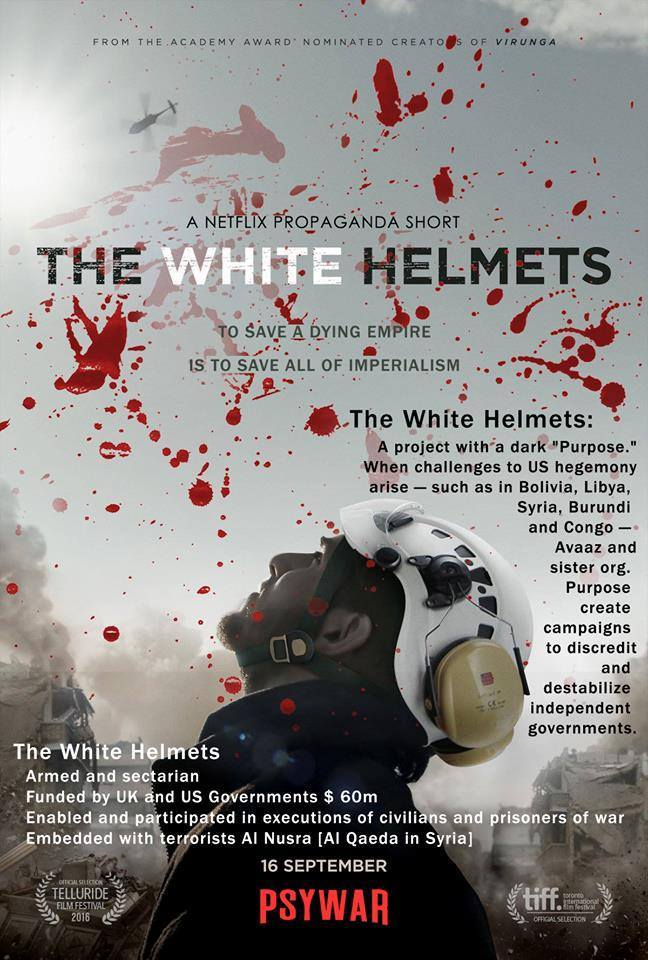 FROM THE ACADEMY AWARD® NOMINATED CREATORS OF VIRUNGA
A NETFLIX PROPAGANDA SHORT
THE WHITE HELMETS
TO SAVE A DYING EMPIRE
IS TO SAVE ALL OF IMPERIALISM
The White Helmets:
A project with a dark "Purpose."
When challenges to US hegemony
arise — such as in Bolivia, Libya,
Syria, Burundi
and Congo —
Avaaz and
sister org.
Purpose
create
campaigns
to discredit
and
destabilize
independent
governments.
The White Helmets
Armed and sectarian
Funded by UK and US Governments $ 60m
Enabled and participated in executions of civilians and prisoners of war
Embedded with terrorists Al Nusra [Al Qaeda in Syria]
16 SEPTEMBER
PSYWAR
OFFICIAL SELECTION
TELLURIDE
FILM FESTIVAL
2016
tiff. toronto
international
film festival
OFFICIAL SELECTION